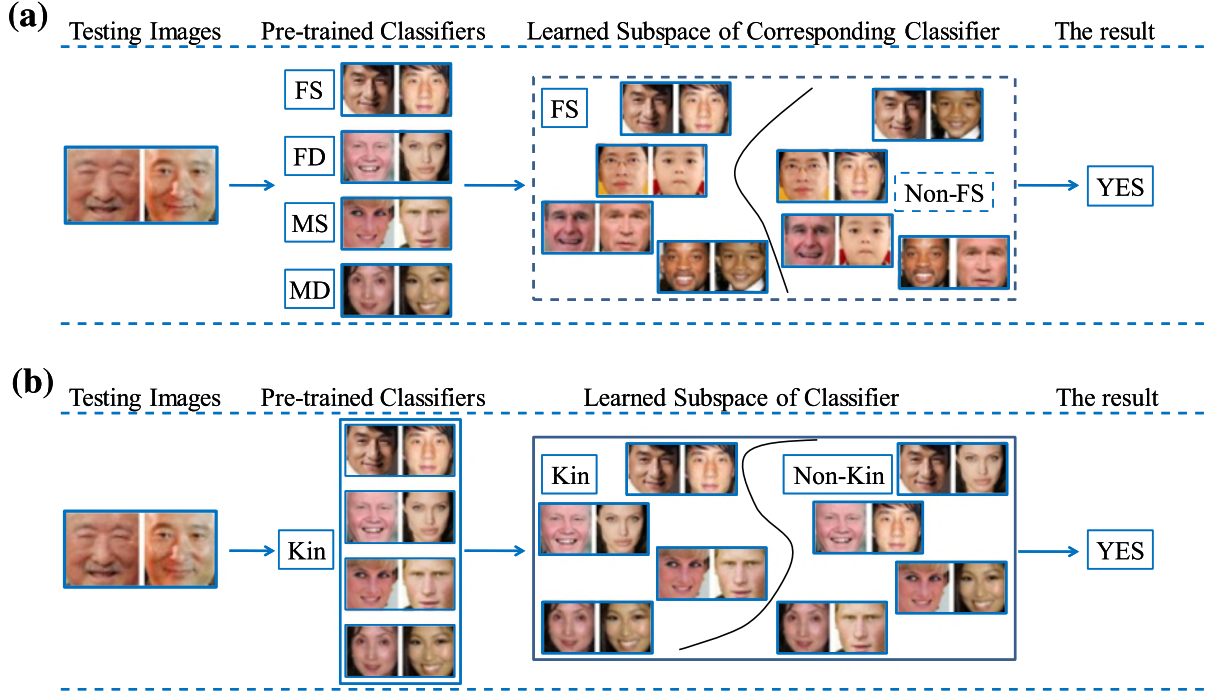 (a)
Testing Images Pre-trained Classifiers Learned Subspace of Corresponding Classifier The result
FS
FD
MS
MD
FS
Non-FS
YES
(b)
Testing Images Pre-trained Classifiers Learned Subspace of Classifier The result
Kin
Kin
Non-Kin
YES